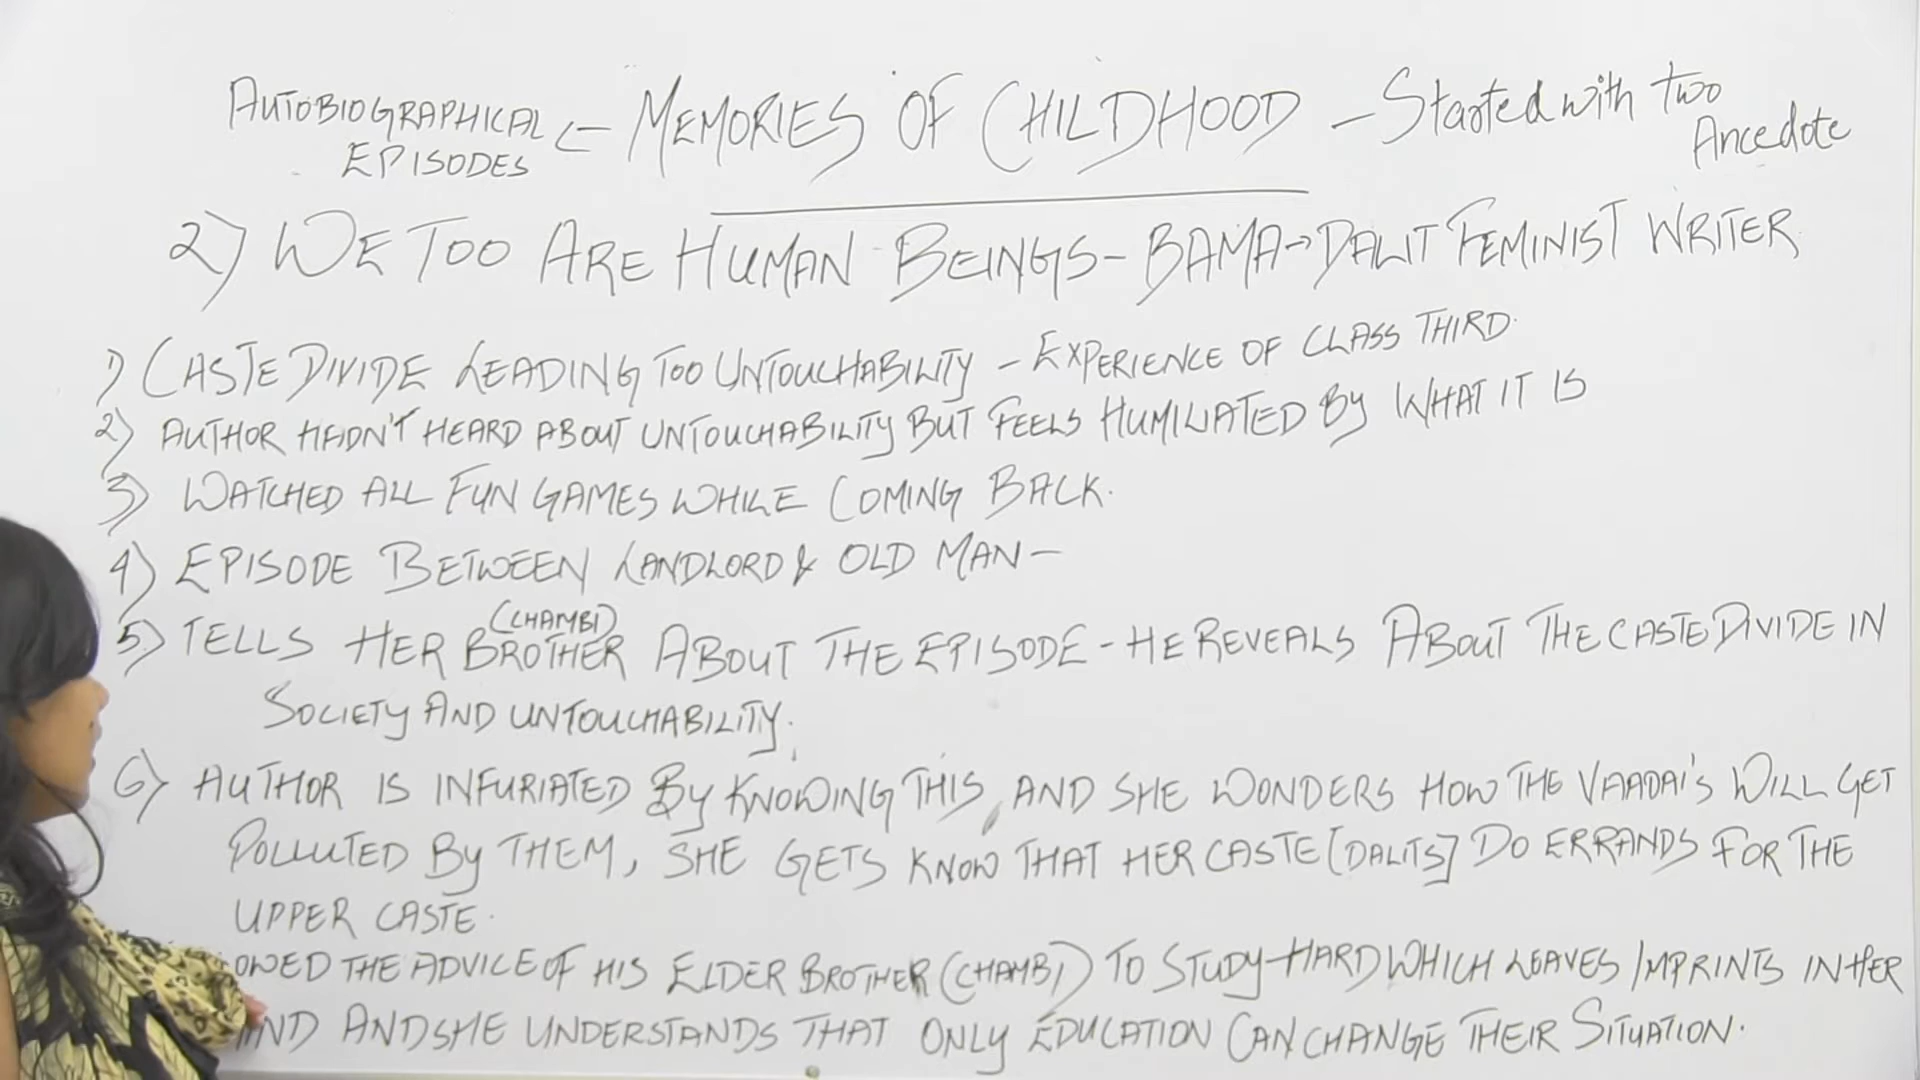 AUTOBIOGRAPHICAL EPISODES <- MEMORIES OF CHILDHOOD - Started with two Ancedote
2) WE TOO ARE HUMAN BEINGS - BAMA -> DALIT FEMINIST WRITER
1) CASTE DIVIDE LEADING TOO UNTOUCHABILITY - EXPERIENCE OF CLASS THIRD.
2) AUTHOR HADN'T HEARD ABOUT UNTOUCHABILITY BUT FEELS HUMILIATED BY WHAT IT IS
3) WATCHED ALL FUN GAMES WHILE COMING BACK.
4) EPISODE BETWEEN LANDLORD & OLD MAN -
(CHAMBI)
5) TELLS HER BROTHER ABOUT THE EPISODE - HE REVEALS ABOUT THE CASTE DIVIDE IN
SOCIETY AND UNTOUCHABILITY.
6) AUTHOR IS INFURIATED BY KNOWING THIS, AND SHE WONDERS HOW THE VAADAI'S WILL GET
POLLUTED BY THEM, SHE GETS KNOW THAT HER CASTE [DALITS] DO ERRANDS FOR THE
UPPER CASTE.
OWED THE ADVICE OF HIS ELDER BROTHER (CHAMBI) TO STUDY HARD WHICH LEAVES IMPRINTS IN HER
IND AND SHE UNDERSTANDS THAT ONLY EDUCATION CAN CHANGE THEIR SITUATION.